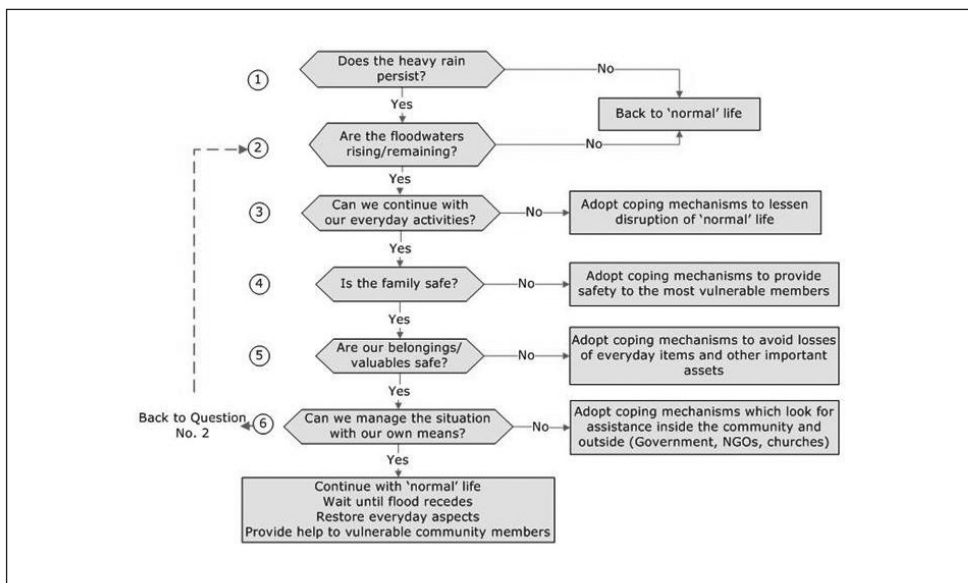 1
Does the heavy rain
persist?
No
Yes
Back to ‘normal’ life
2
Are the floodwaters
rising/remaining?
No
Yes
3
Can we continue with
our everyday activities?
No
Adopt coping mechanisms to lessen
disruption of ‘normal’ life
Yes
4
Is the family safe?
No
Adopt coping mechanisms to provide
safety to the most vulnerable members
Yes
5
Are our belongings/
valuables safe?
No
Adopt coping mechanisms to avoid losses
of everyday items and other important
assets
Yes
Back to Question
No. 2
6
Can we manage the situation
with our own means?
No
Adopt coping mechanisms which look for
assistance inside the community and
outside (Government, NGOs, churches)
Yes
Continue with ‘normal’ life
Wait until flood recedes
Restore everyday aspects
Provide help to vulnerable community members